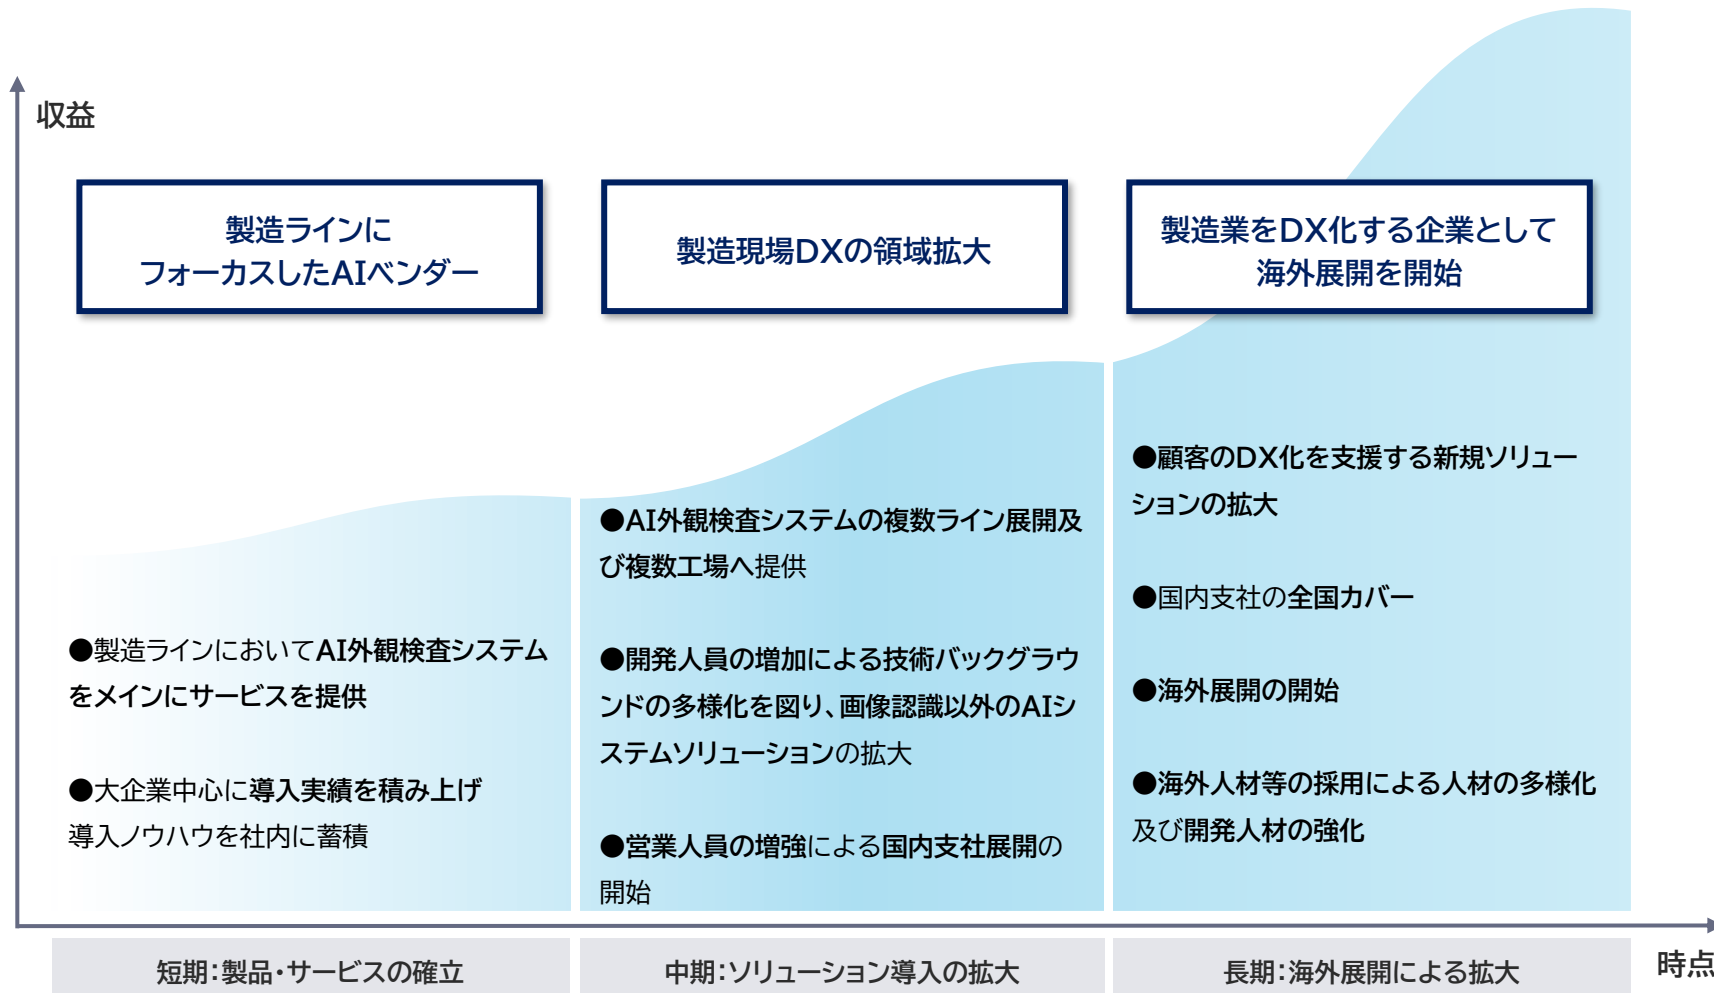 収益
製造ラインに
フォーカスしたAIベンダー
製造現場DXの領域拡大
製造業をDX化する企業として
海外展開を開始
●製造ラインにおいてAI外観検査システム
をメインにサービスを提供
●大企業中心に導入実績を積み上げ
導入ノウハウを社内に蓄積
●AI外観検査システムの複数ライン展開及
び複数工場へ提供
●開発人員の増加による技術バックグラウ
ンドの多様化を図り、画像認識以外のAIシ
ステムソリューションの拡大
●営業人員の増強による国内支社展開の
開始
●顧客のDX化を支援する新規ソリュー
ションの拡大
●国内支社の全国カバー
●海外展開の開始
●海外人材等の採用による人材の多様化
及び開発人材の強化
短期：製品・サービスの確立
中期：ソリューション導入の拡大
長期：海外展開による拡大
時点